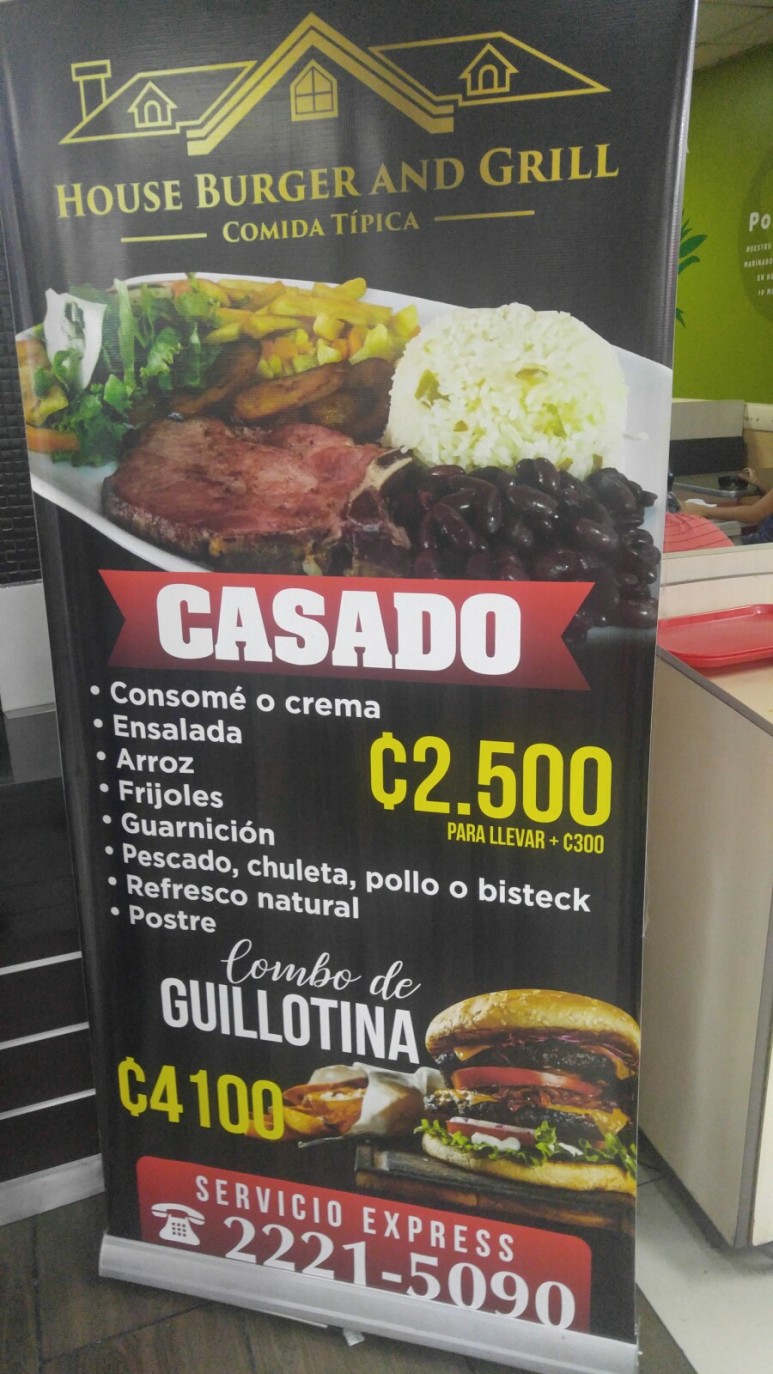 HOUSE BURGER AND GRILL
COMIDA TÍPICA
Po
CASADO
• Consomé o crema
• Ensalada
• Arroz
• Frijoles
• Guarnición
• Pescado, chuleta, pollo o bisteck
• Refresco natural
• Postre
₵2.500
PARA LLEVAR + ₵300
Combo de
GUILLOTINA
₵4100
SERVICIO EXPRESS
2221-5090